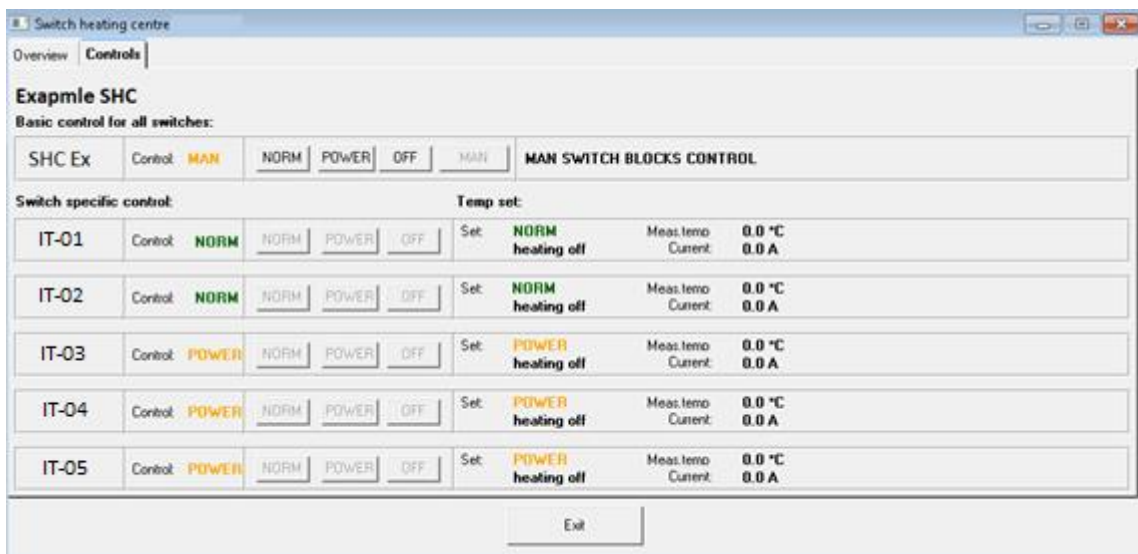 Switch heating centre
Overview Controls
Exapmle SHC
Basic control for all switches:
SHC Ex Control: MAN NORM POWER OFF MAN MAN SWITCH BLOCKS CONTROL
Switch specific control: Temp set:
IT-01 Control: NORM NORM POWER OFF Set: NORM Meas.temp 0.0 °C
heating off Current: 0.0 A
IT-02 Control: NORM NORM POWER OFF Set: NORM Meas.temp 0.0 °C
heating off Current: 0.0 A
IT-03 Control: POWER NORM POWER OFF Set: POWER Meas.temp 0.0 °C
heating off Current: 0.0 A
IT-04 Control: POWER NORM POWER OFF Set: POWER Meas.temp 0.0 °C
heating off Current: 0.0 A
IT-05 Control: POWER NORM POWER OFF Set: POWER Meas.temp 0.0 °C
heating off Current: 0.0 A
Exit